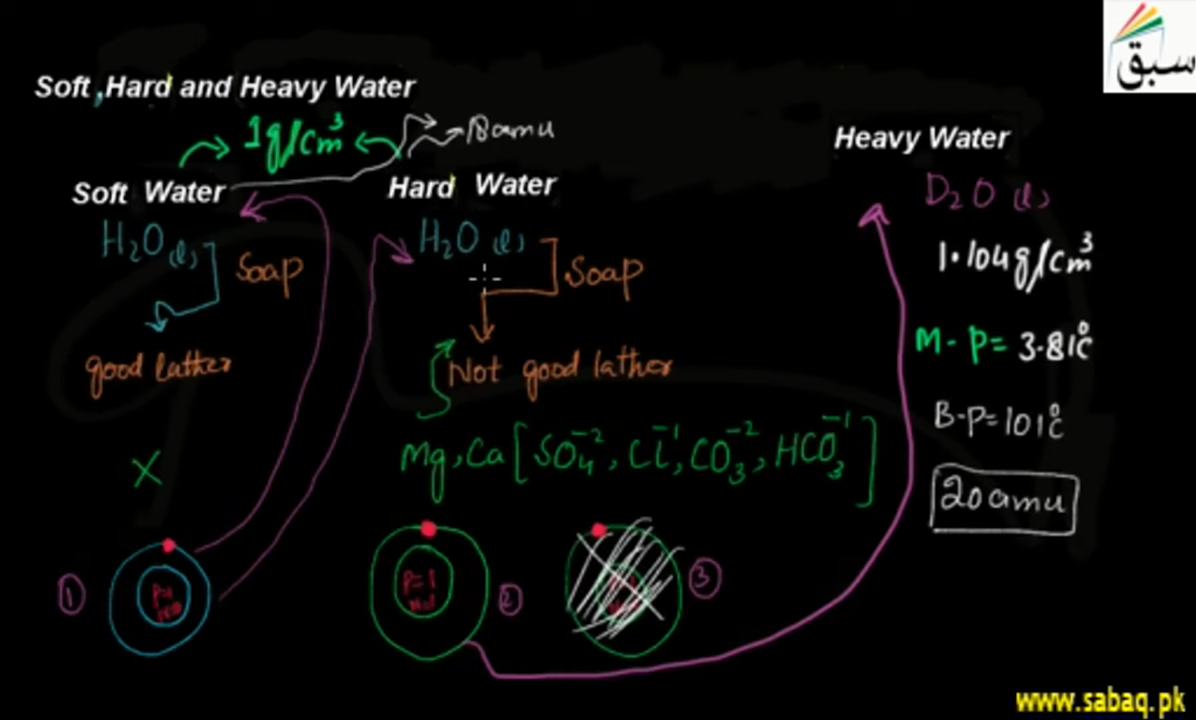 سبق
Soft ,Hard and Heavy Water
1g/cm³
18amu
Heavy Water
Soft Water
Hard Water
D₂O (l)
H₂O (l)
Soap
H₂O (l)
Soap
1.104g/cm³
good lather
Not good lather
M-P= 3.81°C
B-P=101°C
Mg, Ca [SO₄⁻², Cl⁻¹, CO₃⁻², HCO₃⁻¹]
X
20amu
1
P=1
P=1
N=1
2
3
www.sabaq.pk